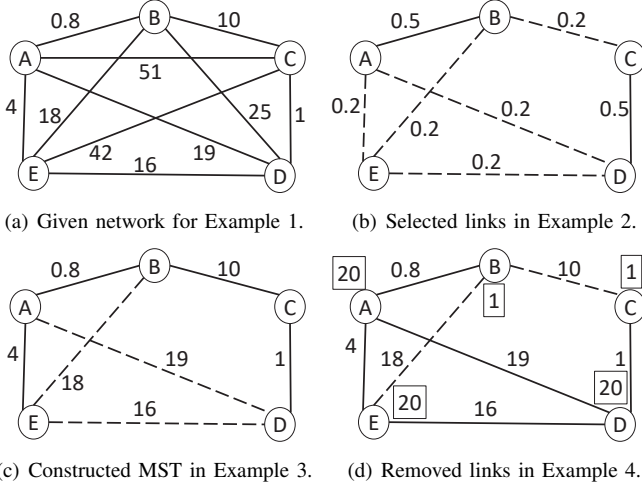 0.8
B
10
A
C
51
4
18
25
1
42
16
19
E
D
(a) Given network for Example 1.
0.5
B
0.2
A
C
0.2
0.2
0.5
0.2
E
0.2
D
(b) Selected links in Example 2.
0.8
B
10
A
C
4
19
1
18
16
E
D
(c) Constructed MST in Example 3.
20
0.8
B
10
1
A
1
C
4
18
19
1
20
20
E
16
D
(d) Removed links in Example 4.